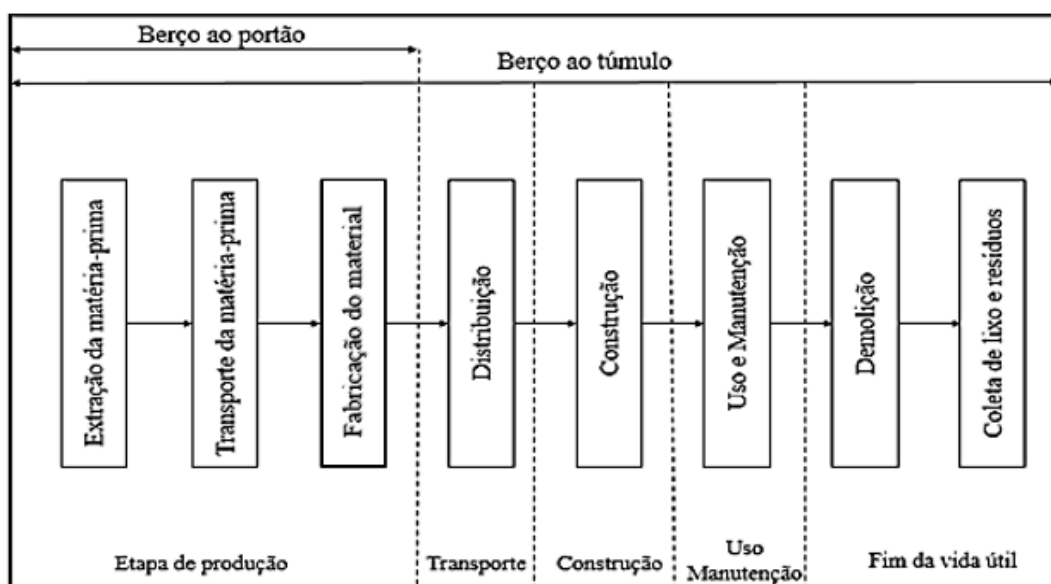 Berço ao portão
Berço ao túmulo
Extração da matéria-prima
Transporte da matéria-prima
Fabricação do material
Distribuição
Construção
Uso e Manutenção
Demolição
Coleta de lixo e resíduos
Etapa de produção
Transporte
Construção
Uso
Manutenção
Fim da vida útil